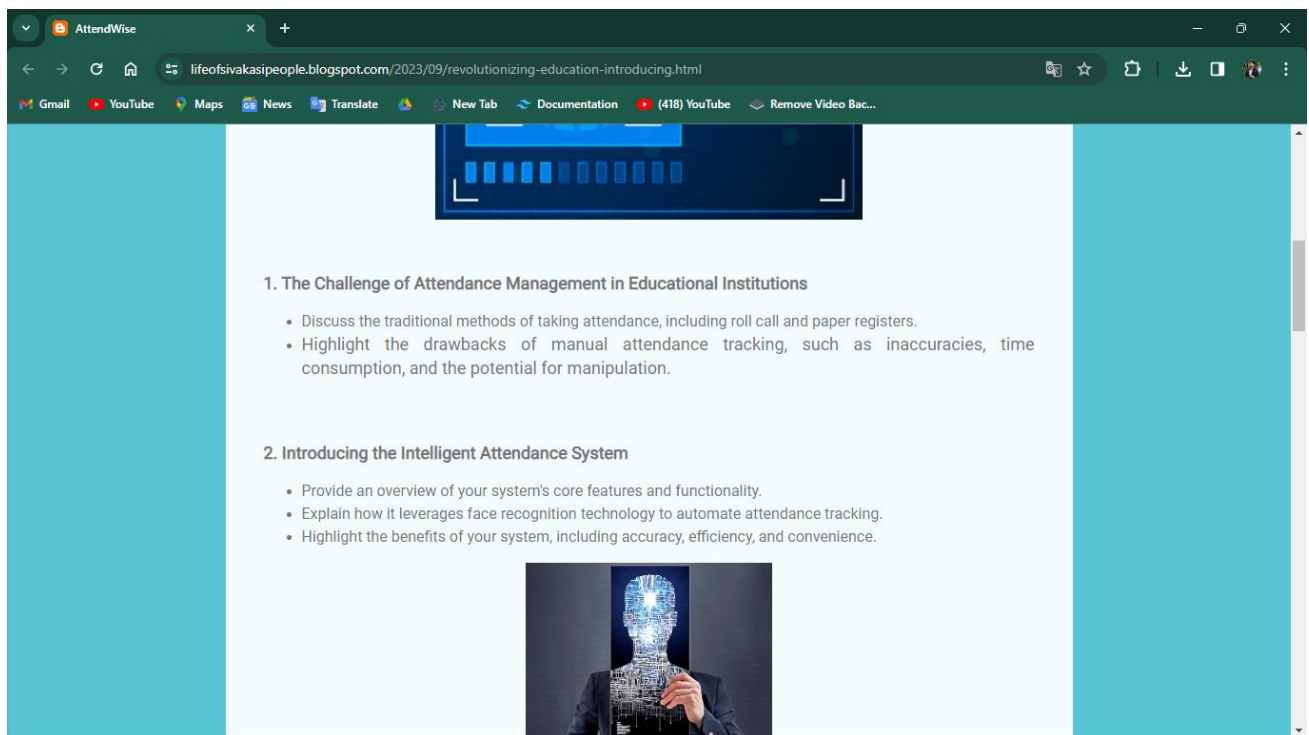 AttendWise
lifeofsivakasipeople.blogspot.com/2023/09/revolutionizing-education-introducing.html
Gmail YouTube Maps News Translate New Tab Documentation (418) YouTube Remove Video Bac...
1. The Challenge of Attendance Management in Educational Institutions
• Discuss the traditional methods of taking attendance, including roll call and paper registers.
• Highlight the drawbacks of manual attendance tracking, such as inaccuracies, time
consumption, and the potential for manipulation.
2. Introducing the Intelligent Attendance System
• Provide an overview of your system's core features and functionality.
• Explain how it leverages face recognition technology to automate attendance tracking.
• Highlight the benefits of your system, including accuracy, efficiency, and convenience.